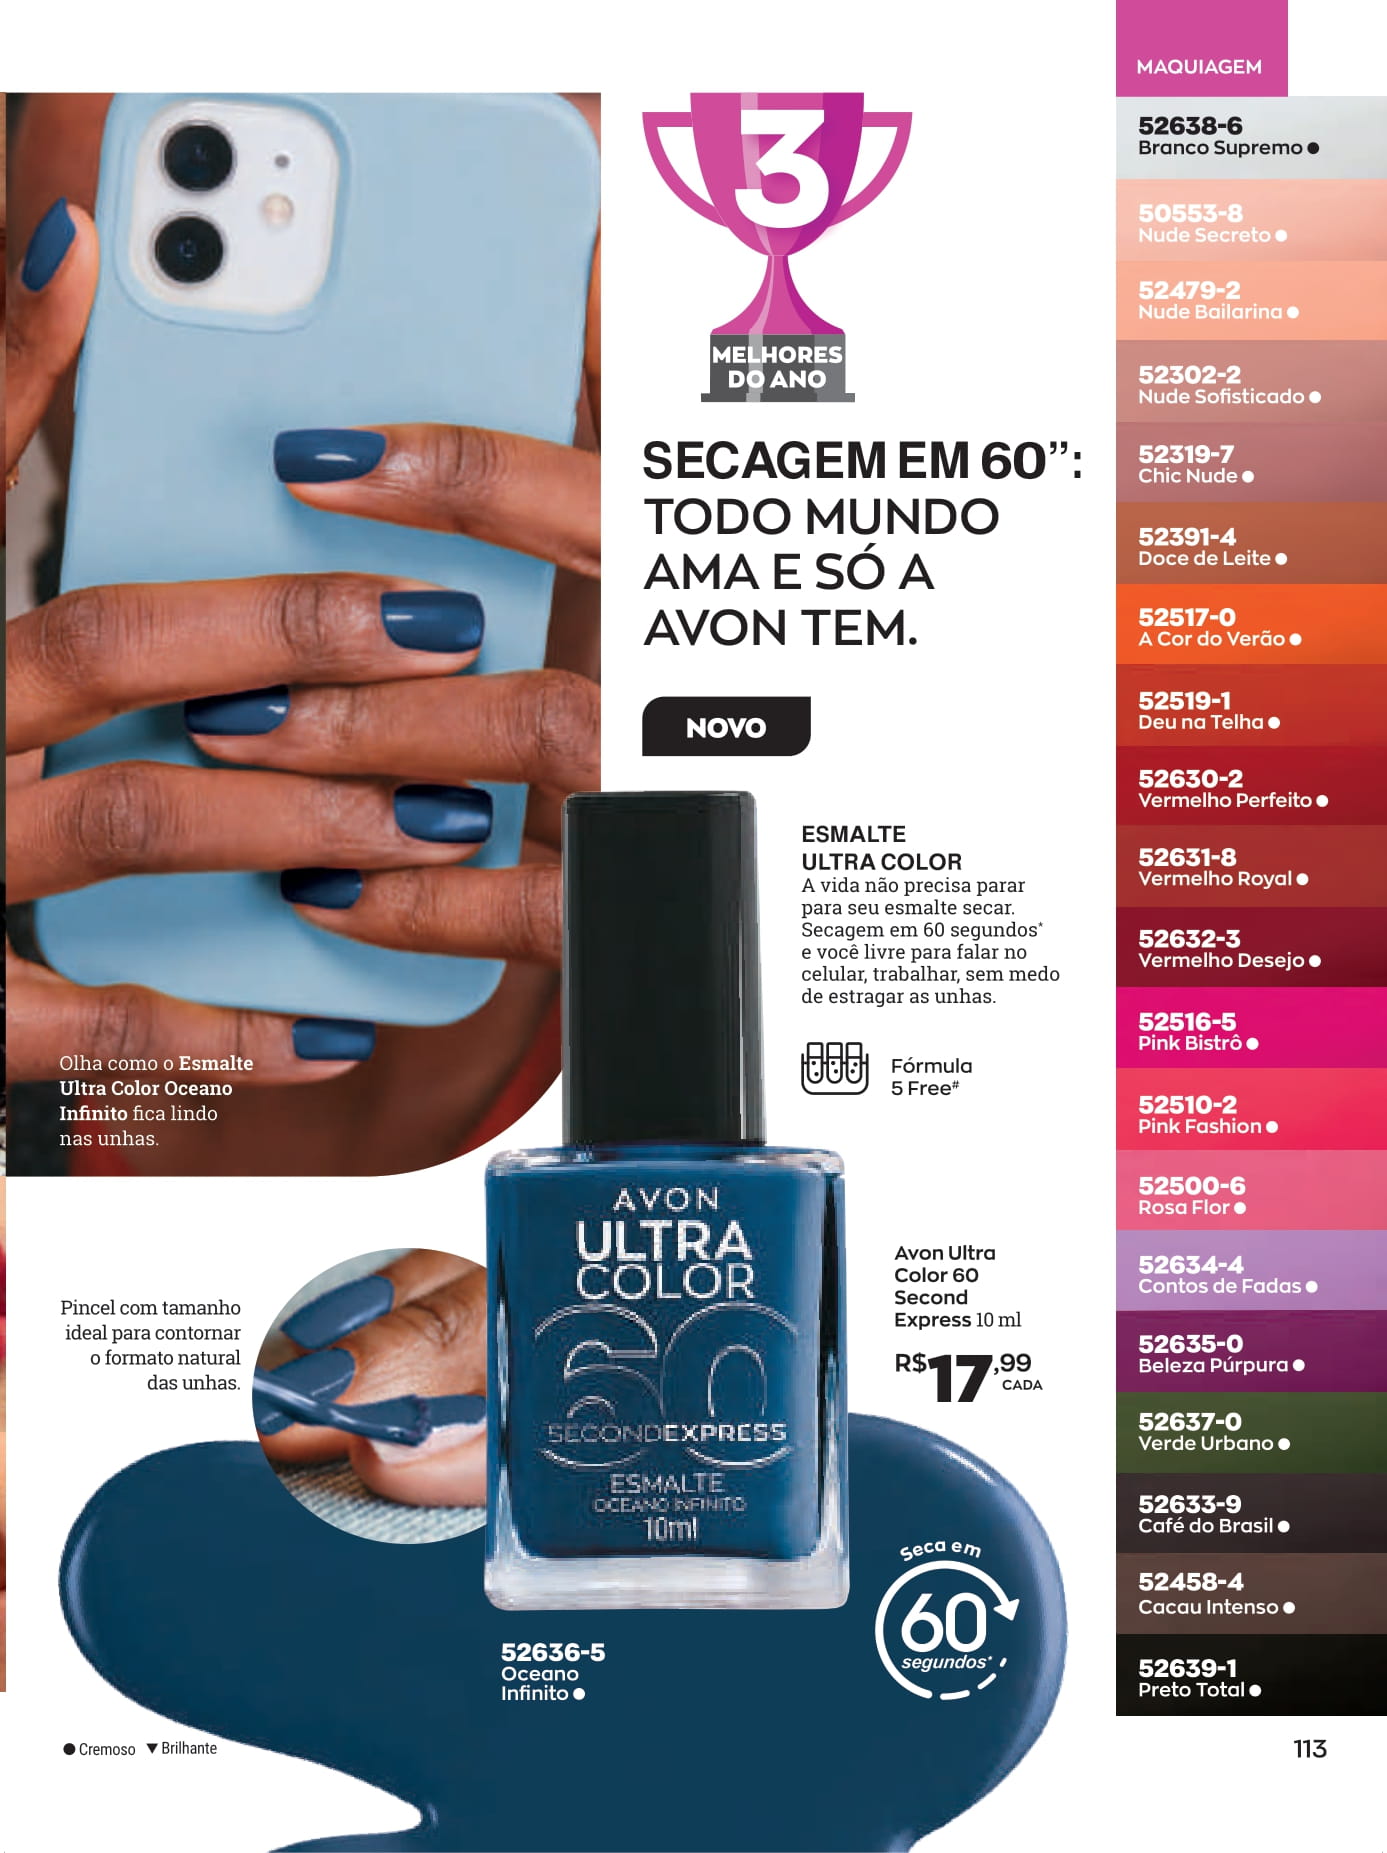 MAQUIAGEM
3
MELHORES
DO ANO
SECAGEM EM 60”:
TODO MUNDO
AMA E SÓ A
AVON TEM.
NOVO
ESMALTE
ULTRA COLOR
A vida não precisa parar
para seu esmalte secar.
Secagem em 60 segundos*
e você livre para falar no
celular, trabalhar, sem medo
de estragar as unhas.
Fórmula
5 Free#
Olha como o Esmalte
Ultra Color Oceano
Infinito fica lindo
nas unhas.
Pincel com tamanho
ideal para contornar
o formato natural
das unhas.
AVON
ULTRA
COLOR
60
SECONDEXPRESS
ESMALTE
OCEANO INFINITO
10ml
Avon Ultra
Color 60
Second
Express 10 ml
R$17,99
CADA
Seca em
60
segundos*
52636-5
Oceano
Infinito ●
● Cremoso ▼ Brilhante
52638-6
Branco Supremo ●
50553-8
Nude Secreto ●
52479-2
Nude Bailarina ●
52302-2
Nude Sofisticado ●
52319-7
Chic Nude ●
52391-4
Doce de Leite ●
52517-0
A Cor do Verão ●
52519-1
Deu na Telha ●
52630-2
Vermelho Perfeito ●
52631-8
Vermelho Royal ●
52632-3
Vermelho Desejo ●
52516-5
Pink Bistrô ●
52510-2
Pink Fashion ●
52500-6
Rosa Flor ●
52634-4
Contos de Fadas ●
52635-0
Beleza Púrpura ●
52637-0
Verde Urbano ●
52633-9
Café do Brasil ●
52458-4
Cacau Intenso ●
52639-1
Preto Total ●
113